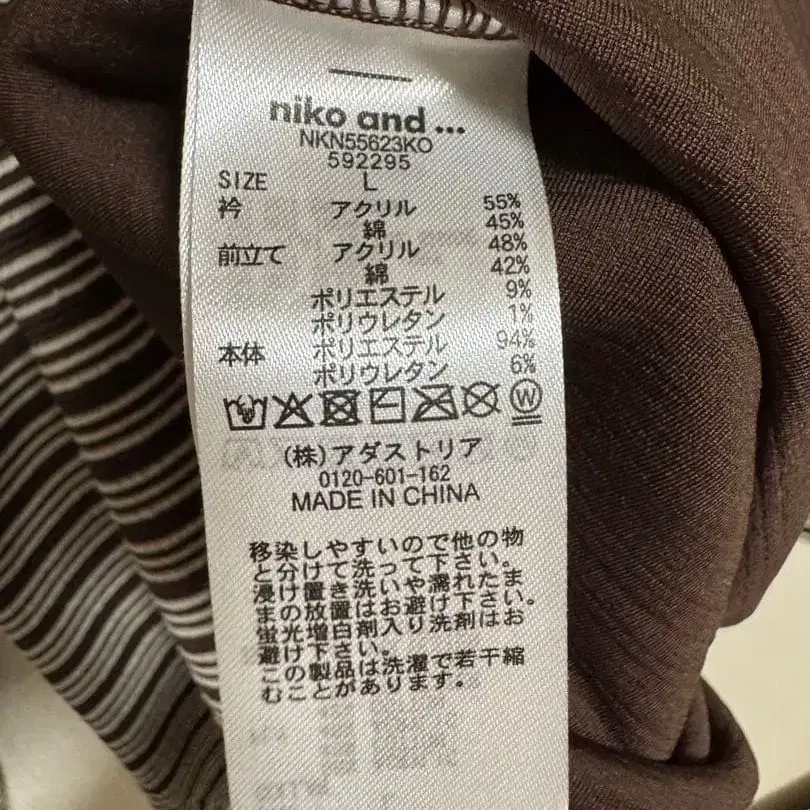 niko and ...
NKN55623KO
592295
SIZE L
衿 アクリル 55%
綿 45%
前立て アクリル 48%
綿 42%
ポリエステル 9%
ポリウレタン 1%
本体 ポリエステル 94%
ポリウレタン 6%
W
(株)アダストリア
0120-601-162
MADE IN CHINA
移染しやすいので他の物
と分けて洗って下さい。
浸け置き洗いや濡れたま
まの放置はお避け下さい。
蛍光増白剤入り洗剤はお
避け下さい。
この製品は洗濯で若干縮
むことがあります。